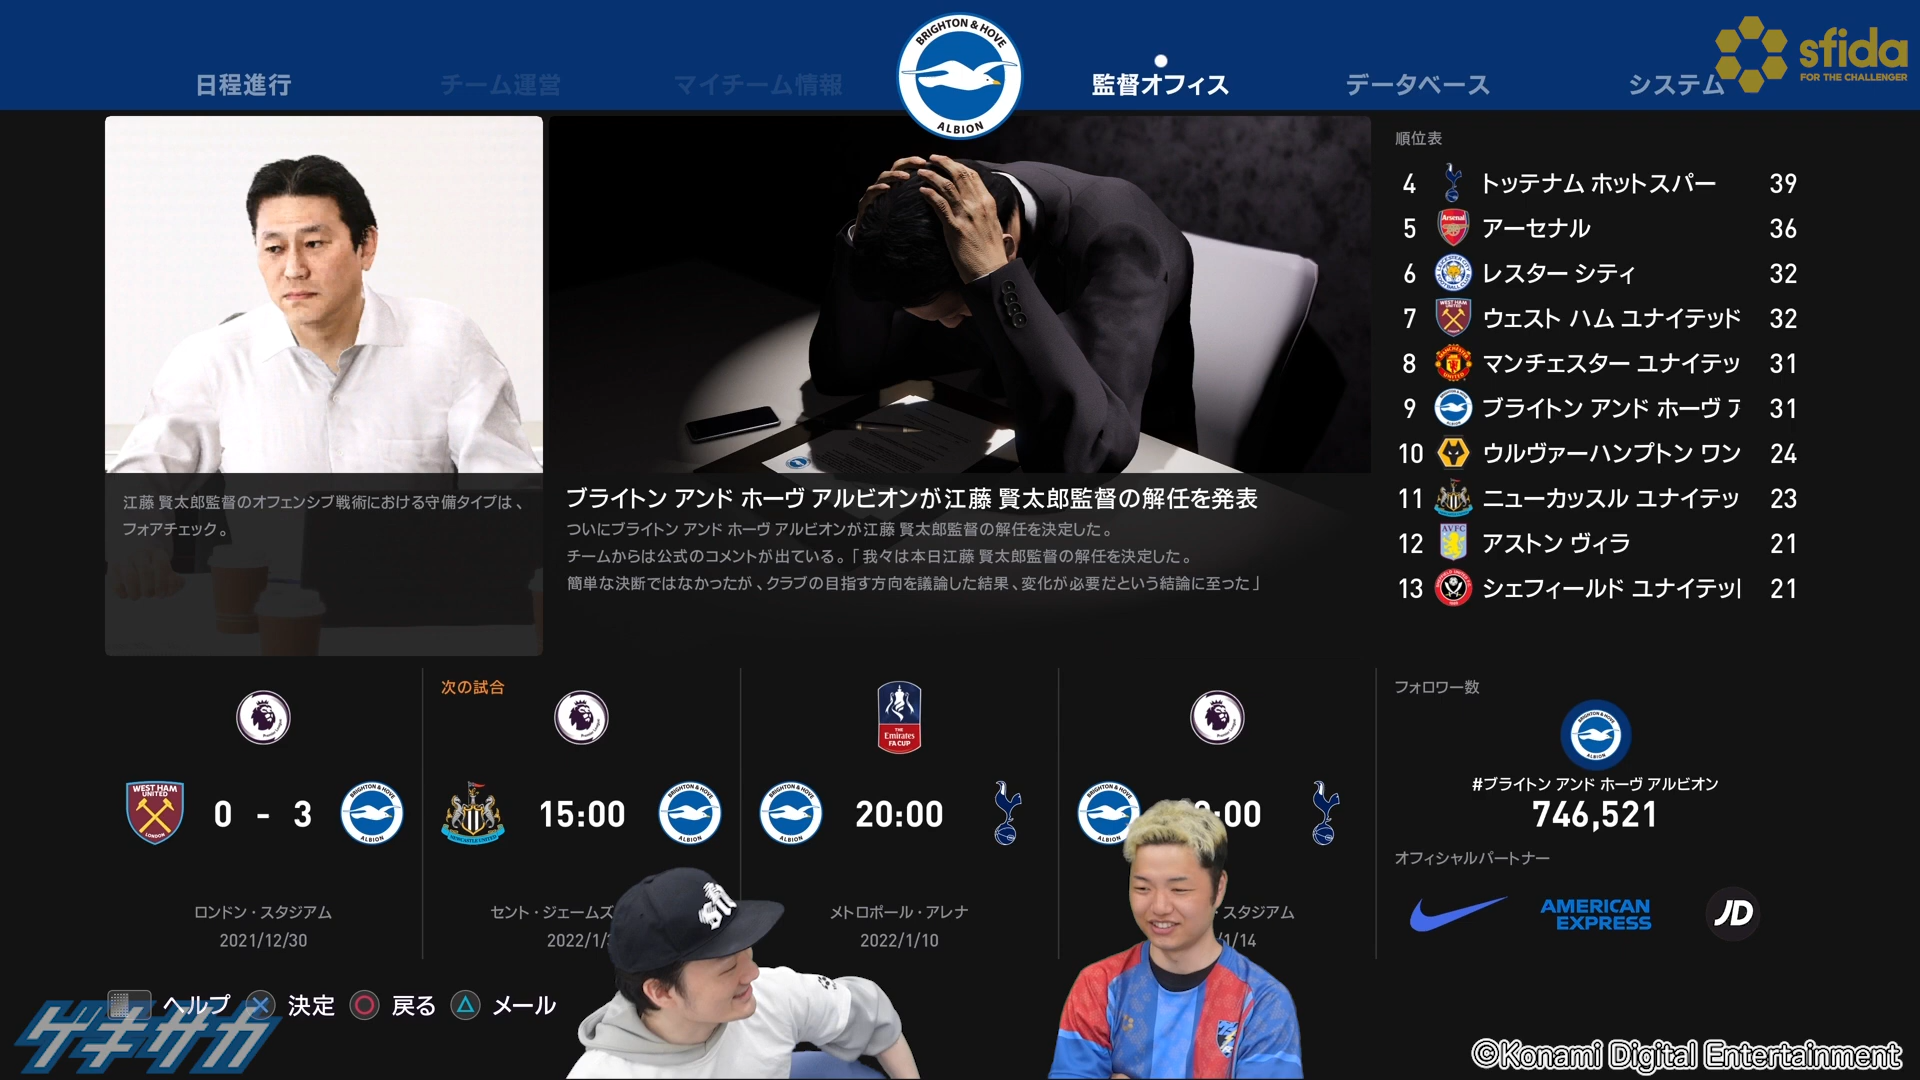 日程進行
チーム運営
マイチーム情報
BRIGHTON & HOVE
ALBION
監督オフィス
データベース
システム
sfida
FOR THE CHALLENGER
江藤 賢太郎監督のオフェンシブ戦術における守備タイプは、
フォアチェック。
ブライトン アンド ホーヴ アルビオンが江藤 賢太郎監督の解任を発表
ついにブライトン アンド ホーヴ アルビオンが江藤 賢太郎監督の解任を決定した。
チームからは公式のコメントが出ている。「我々は本日江藤 賢太郎監督の解任を決定した。
簡単な決断ではなかったが、クラブの目指す方向を議論した結果、変化が必要だという結論に至った」
順位表
4 トッテナム ホットスパー 39
5 アーセナル 36
6 レスター シティ 32
7 ウェスト ハム ユナイテッド 32
8 マンチェスター ユナイテッ 31
9 ブライトン アンド ホーヴ ア 31
10 ウルヴァーハンプトン ワン 24
11 ニューカッスル ユナイテッ 23
12 アストン ヴィラ 21
13 シェフィールド ユナイテッ 21
WEST HAM
UNITED
LONDON
0 - 3
ロンドン・スタジアム
2021/12/30
次の試合
15:00
セント・ジェームズ
2022/1/
THE
Emirates
FA CUP
20:00
メトロポール・アレナ
2022/1/10
:00
・スタジアム
/1/14
フォロワー数
#ブライトン アンド ホーヴ アルビオン
746,521
オフィシャルパートナー
AMERICAN
EXPRESS
JD
ヘルプ
決定
戻る
メール
ゲキサカ
©Konami Digital Entertainment